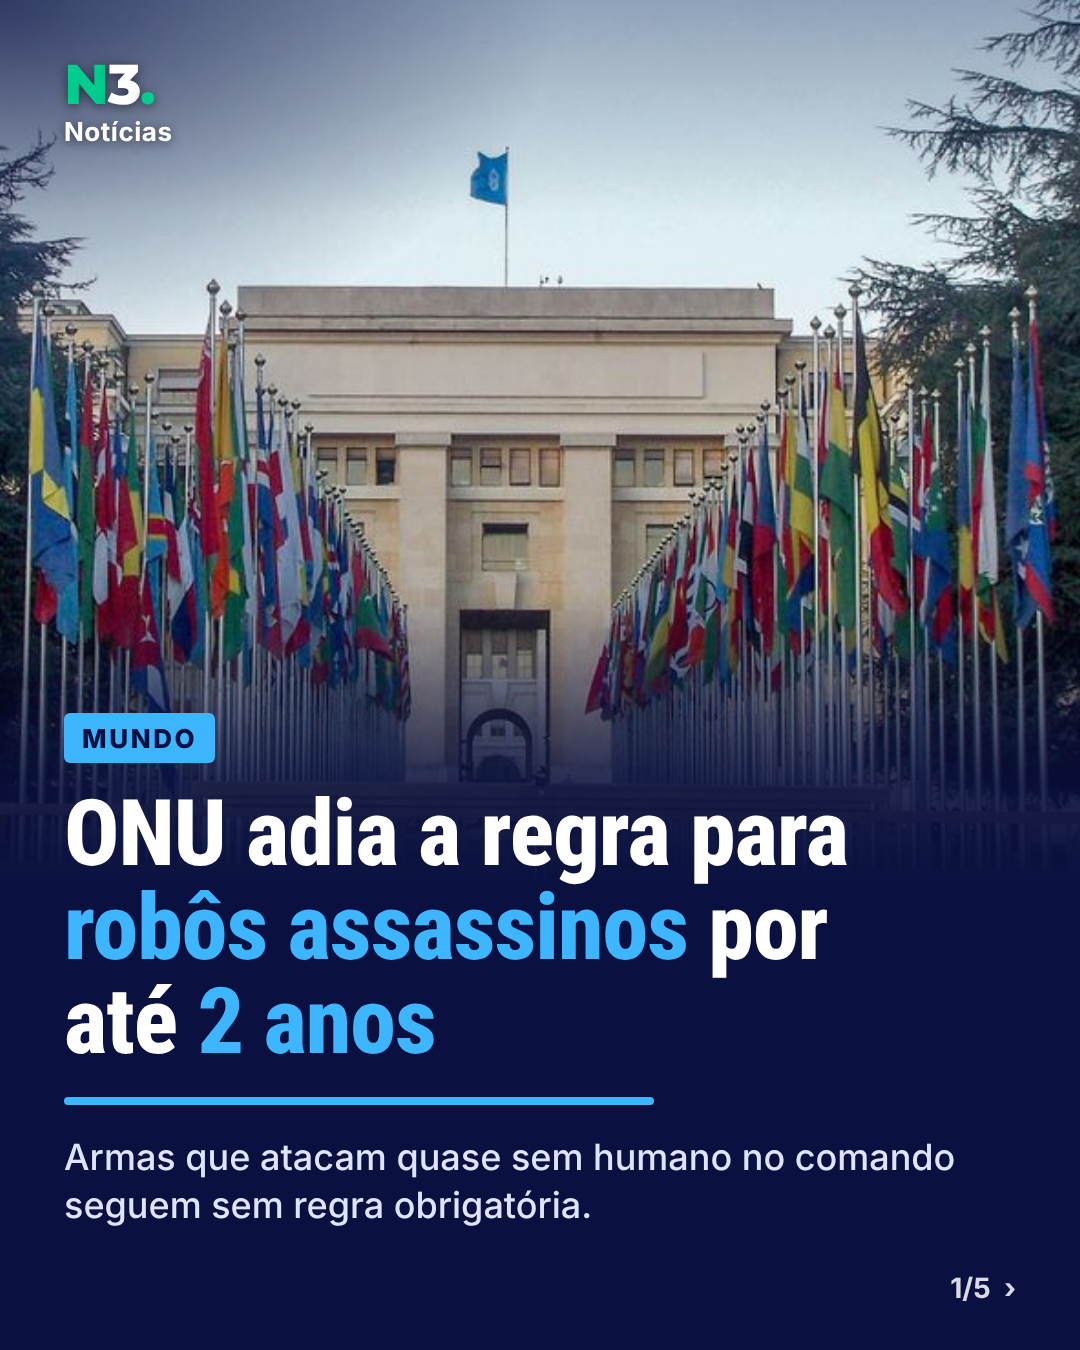 N3.
Notícias
MUNDO
ONU adia a regra para
robôs assassinos por
até 2 anos
Armas que atacam quase sem humano no comando
seguem sem regra obrigatória.
1/5 ›